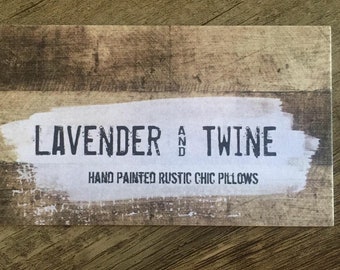 LAVENDER AND TWINE
HAND PAINTED RUSTIC CHIC PILLOWS